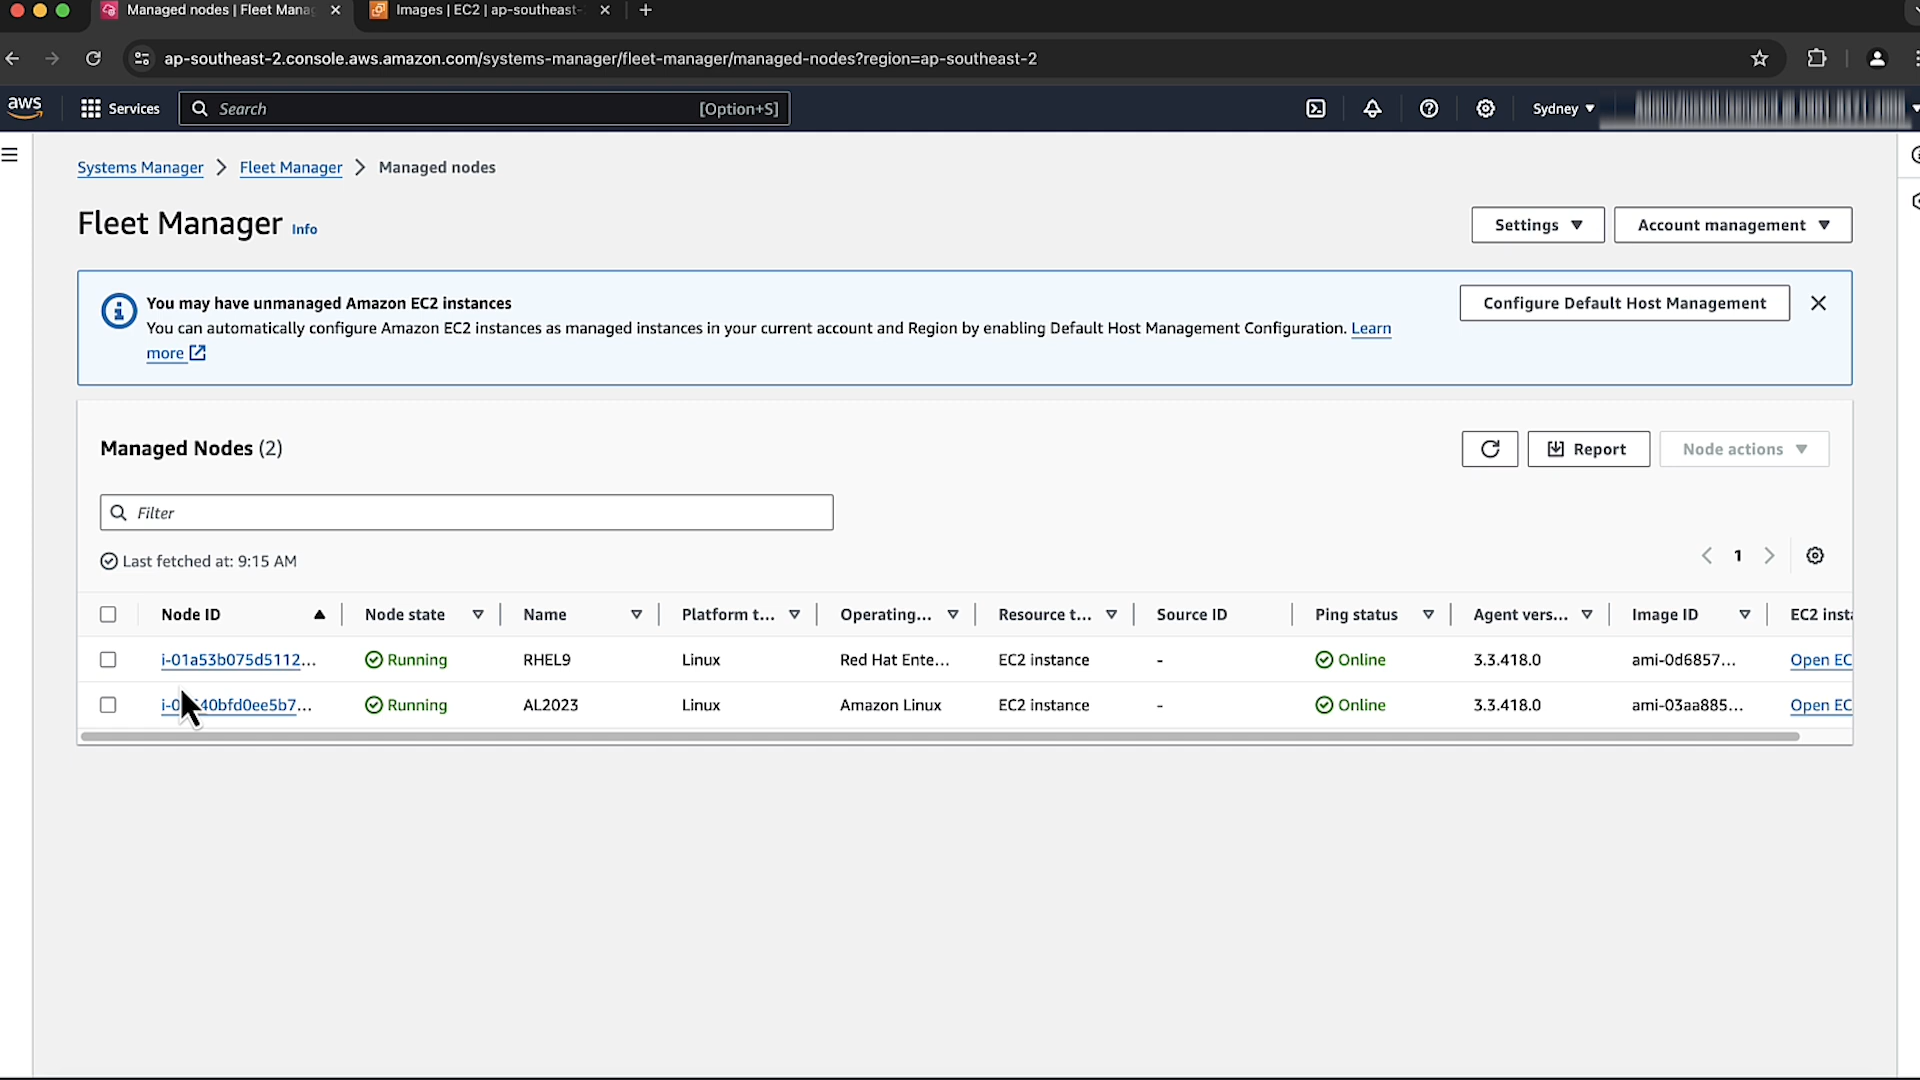 Managed nodes | Fleet Mana
Images | EC2 | ap-southeast-
ap-southeast-2.console.aws.amazon.com/systems-manager/fleet-manager/managed-nodes?region=ap-southeast-2
aws
Services
Search
[Option+S]
Sydney
Systems Manager
Fleet Manager
Managed nodes
Fleet Manager
Info
Settings
Account management
You may have unmanaged Amazon EC2 instances
You can automatically configure Amazon EC2 instances as managed instances in your current account and Region by enabling Default Host Management Configuration. Learn
more
Configure Default Host Management
Managed Nodes (2)
Report
Node actions
Filter
Last fetched at: 9:15 AM
1
Node ID Node state Name Platform t... Operating... Resource t... Source ID Ping status Agent vers... Image ID EC2 insta
i-01a53b075d5112... Running RHEL9 Linux Red Hat Ente... EC2 instance - Online 3.3.418.0 ami-0d6857... Open EC
Running AL2023 Linux Amazon Linux EC2 instance - Online 3.3.418.0 ami-03aa885... Open EC